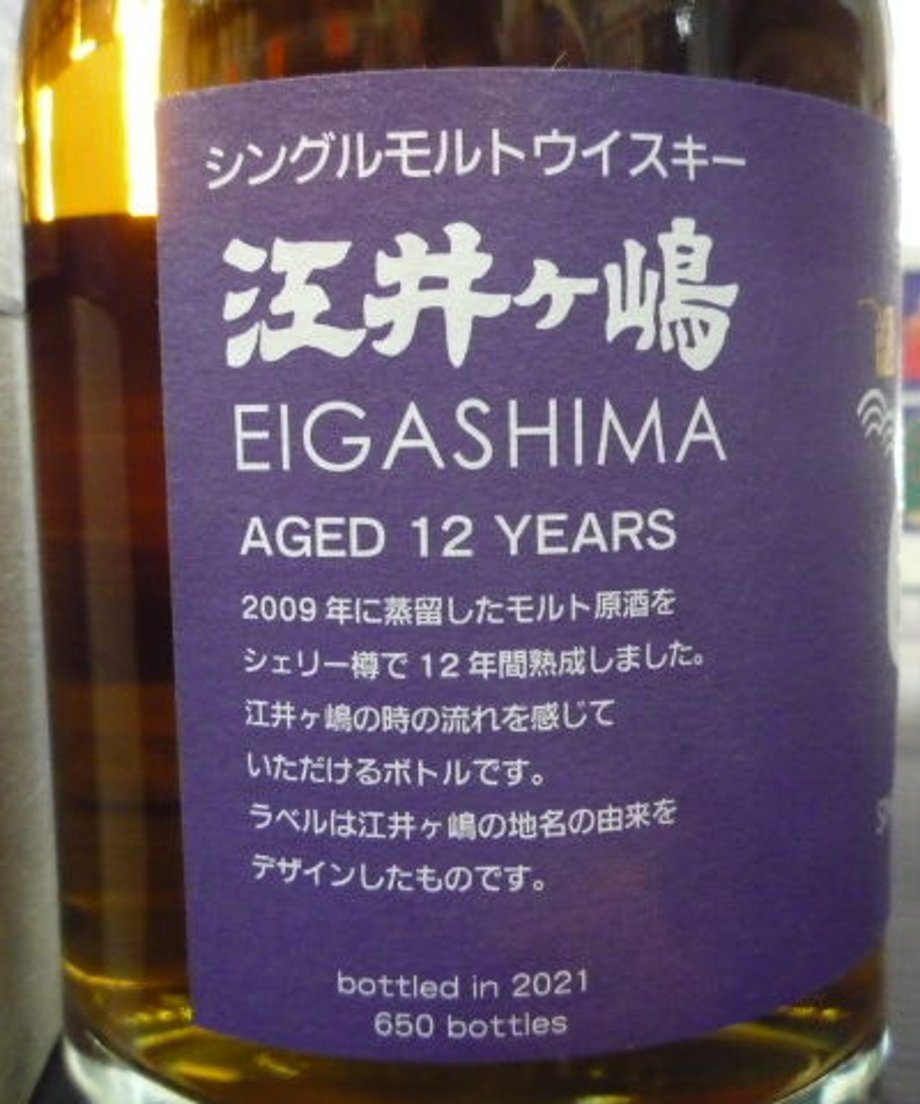 シングルモルトウイスキー
江井ヶ嶋
EIGASHIMA
AGED 12 YEARS
2009年に蒸留したモルト原酒を
シェリー樽で12年間熟成しました。
江井ヶ嶋の時の流れを感じて
いただけるボトルです。
ラベルは江井ヶ嶋の地名の由来を
デザインしたものです。
bottled in 2021
650 bottles